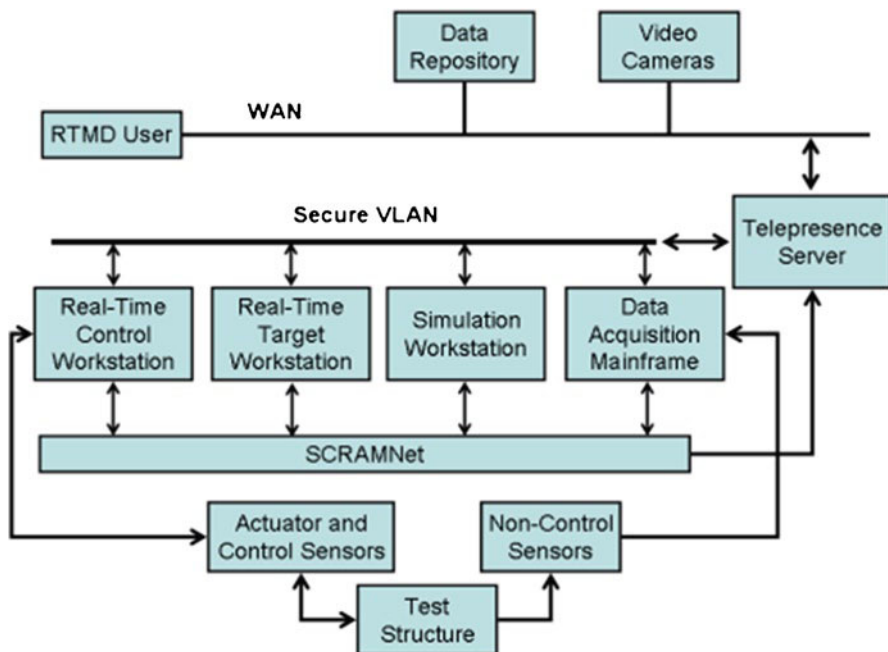 Data
Repository
Video
Cameras
WAN
RTMD User
Secure VLAN
Telepresence
Server
Real-Time
Control
Workstation
Real-Time
Target
Workstation
Simulation
Workstation
Data
Acquisition
Mainframe
SCRAMNet
Actuator and
Control Sensors
Non-Control
Sensors
Test
Structure